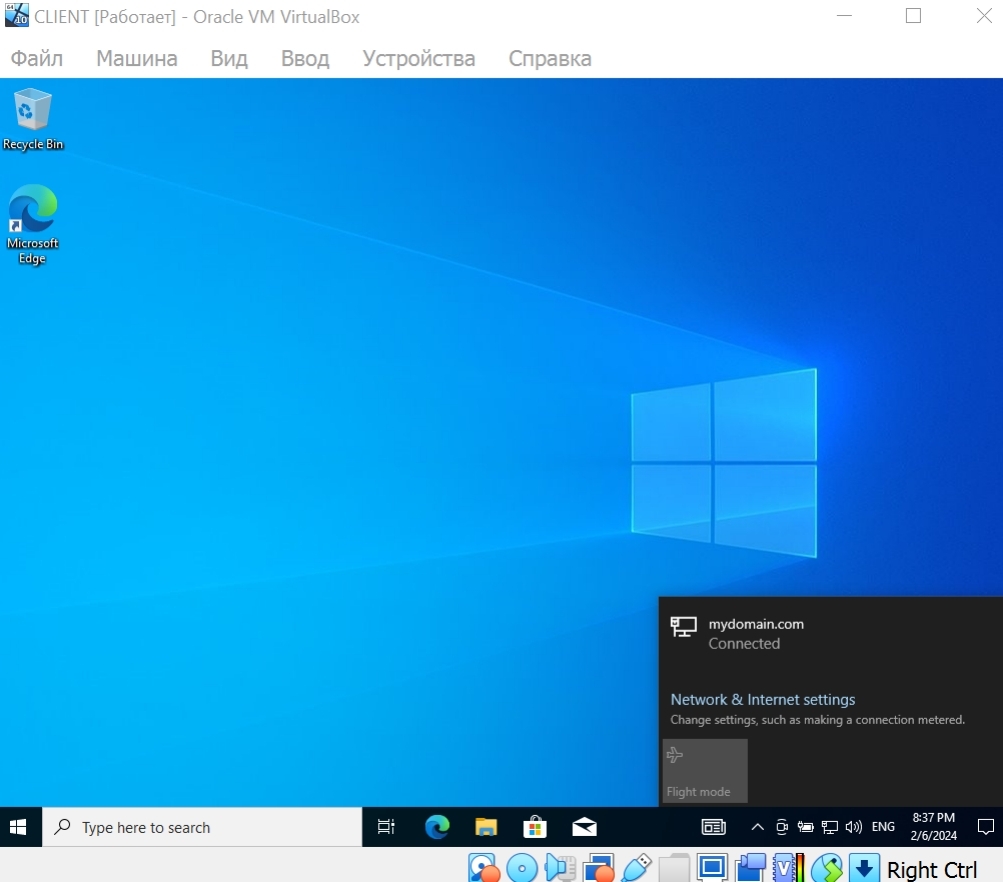 CLIENT [Работает] - Oracle VM VirtualBox
Файл Машина Вид Ввод Устройства Справка
Recycle Bin
Microsoft
Edge
mydomain.com
Connected
Network & Internet settings
Change settings, such as making a connection metered.
Flight mode
Type here to search
ENG
8:37 PM
2/6/2024
Right Ctrl